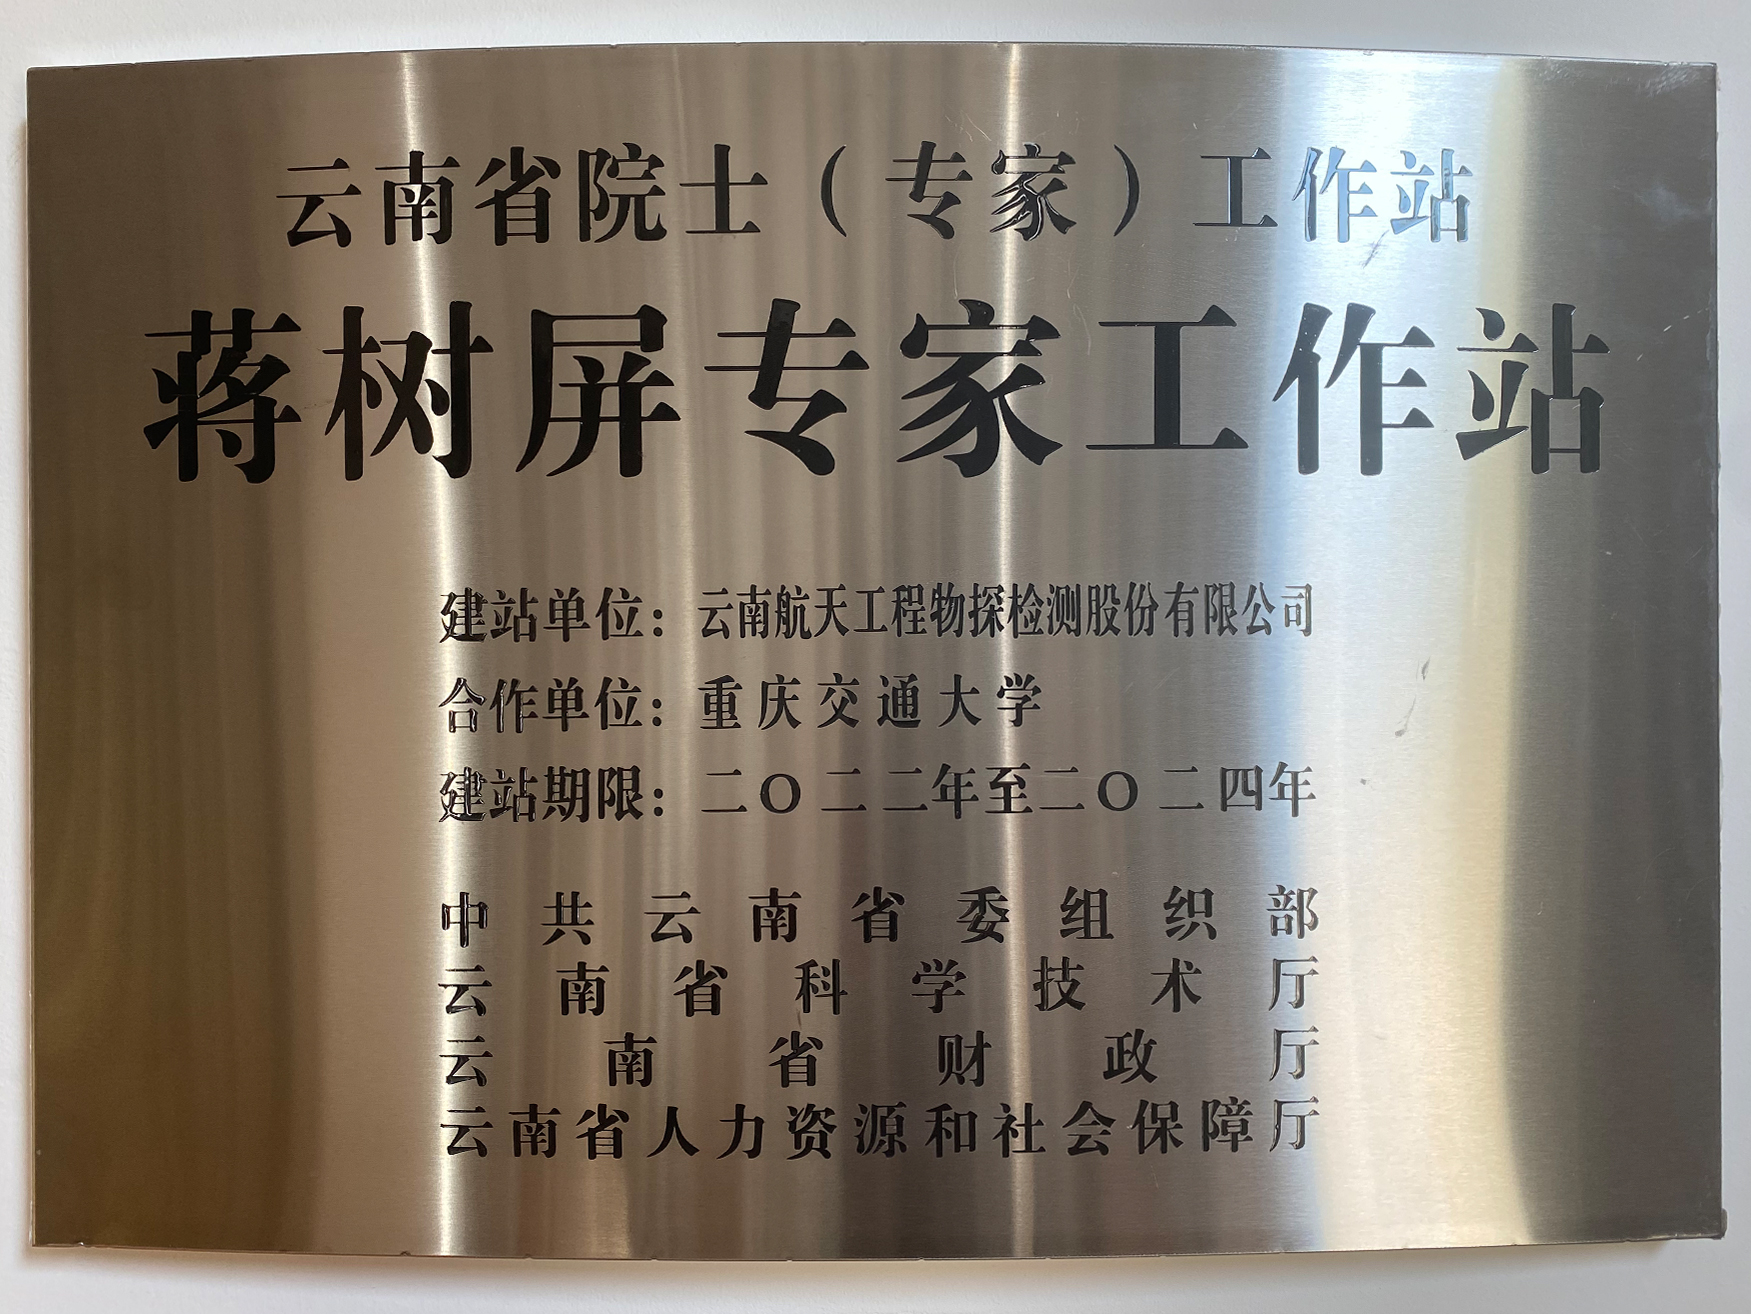 云南省院士（专家）工作站
蒋树屏专家工作站
建站单位：云南航天工程物探检测股份有限公司
合作单位：重庆交通大学
建站期限：二〇二二年至二〇二四年
中共云南省委组织部
云南省科学技术厅
云南省财政厅
云南省人力资源和社会保障厅